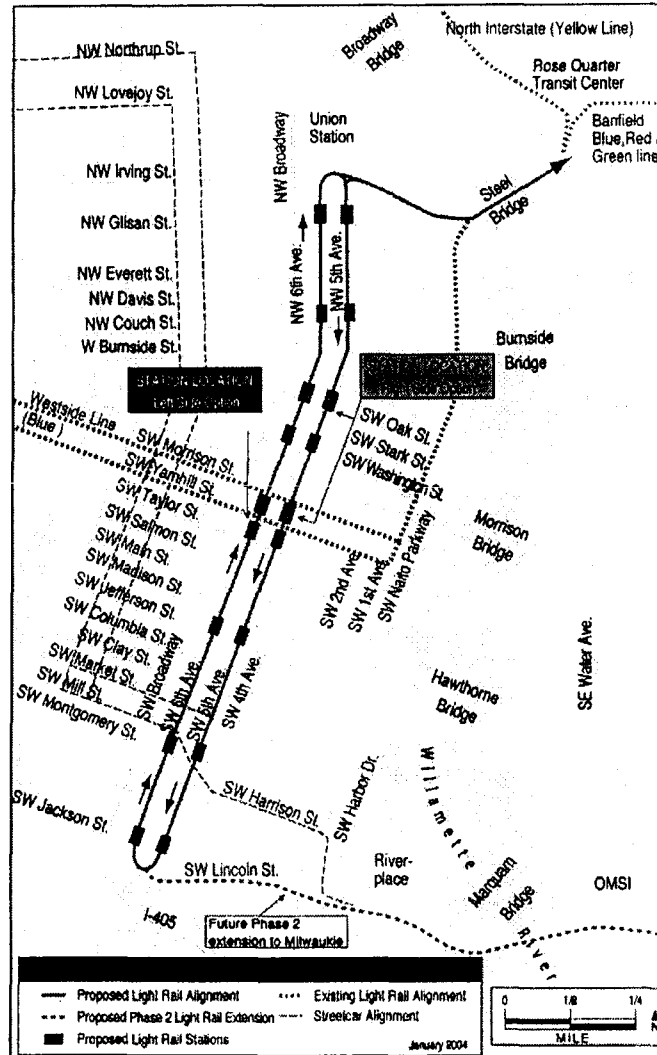 North Interstate (Yellow Line)
Broadway
Bridge
Rose Quarter
Transit Center
Banfield
Blue, Red
Green line
NW Northrup St.
NW Lovejoy St.
Union
Station
NW Broadway
NW Irving St.
NW Glisan St.
NW Everett St.
NW Davis St.
NW Couch St.
W Burnside St.
NW 6th Ave.
NW 5th Ave.
Steel
Bridge
Burnside
Bridge
STATION LOCATION
Westside Line
(Blue)
SW Oak St.
SW Stark St.
SW Washington St.
SW Morrison St.
SW Yamhill St.
SW Taylor St.
SW Salmon St.
SW Main St.
SW Madison St.
SW Jefferson St.
SW Columbia St.
SW Clay St.
SW Market St.
SW Mill St.
SW Montgomery St.
SW Broadway
SW 6th Ave.
SW 5th Ave.
SW 4th Ave.
SW 2nd Ave.
SW 1st Ave.
SW Naito Parkway
Morrison
Bridge
Hawthorne
Bridge
SE Water Ave.
SW Jackson St.
SW Harrison St.
SW Harbor Dr.
SW Lincoln St.
River-
place
Willamette
River
Marquam
Bridge
OMSI
I-405
Future Phase 2
extension to Milwaukie
Proposed Light Rail Alignment
Existing Light Rail Alignment
Proposed Phase 2 Light Rail Extension
Streetcar Alignment
Proposed Light Rail Stations
January 2004
0 1/8 1/4
MILE